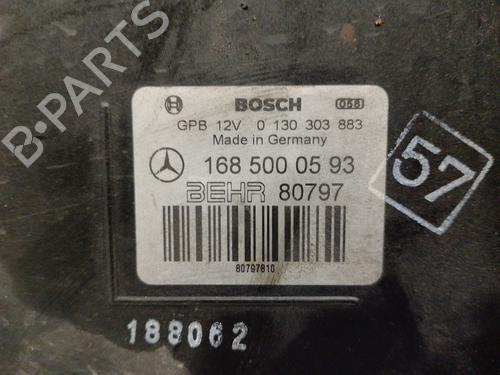 B-PARTS
BOSCH 058
GPB 12V 0 130 303 883
Made in Germany
168 500 05 93
BEHR 80797
80797810
57
188062